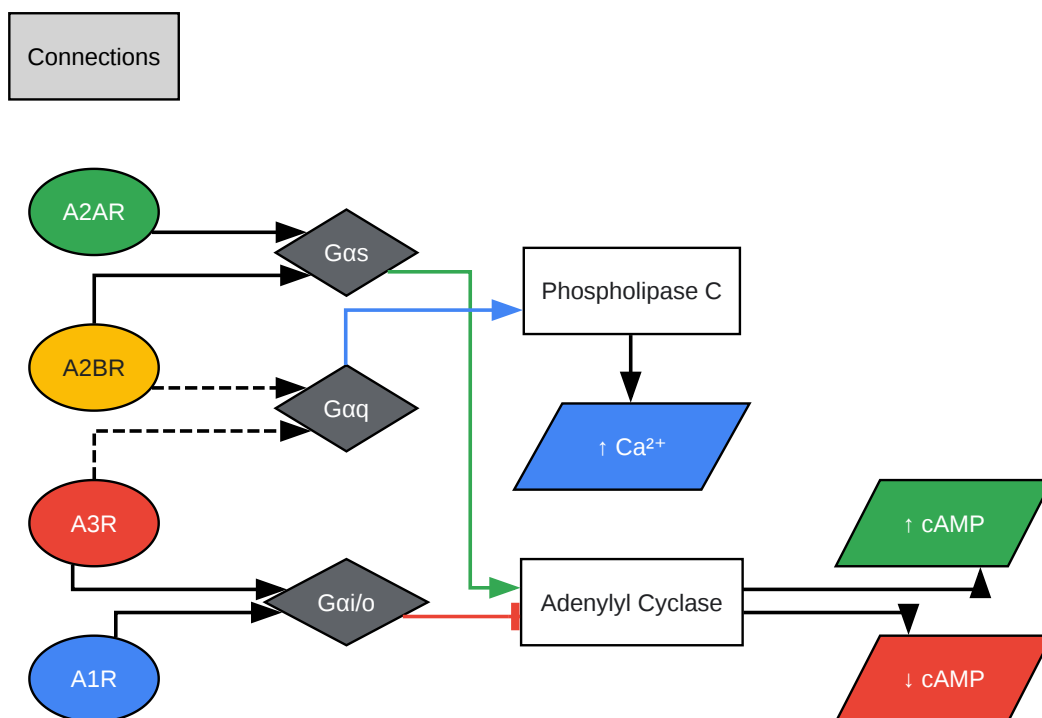 Connections
A2AR
Gαs
Phospholipase C
A2BR
Gαq
↑ Ca²⁺
A3R
↑ cAMP
Gαi/o
Adenylyl Cyclase
A1R
↓ cAMP